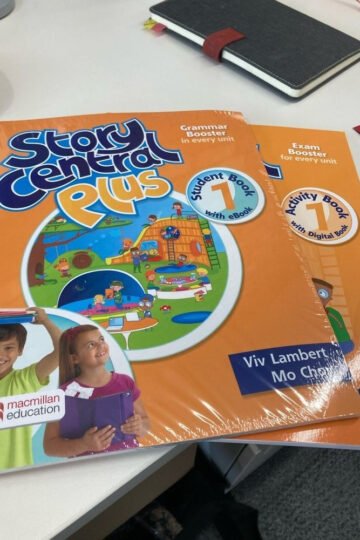 Story
Central
Plus
Grammar
Booster
in every unit
Student Book
1
with eBook
Exam
Booster
for every unit
Activity Book
1
with Digital Book
Viv Lambert
Mo
macmillan
education